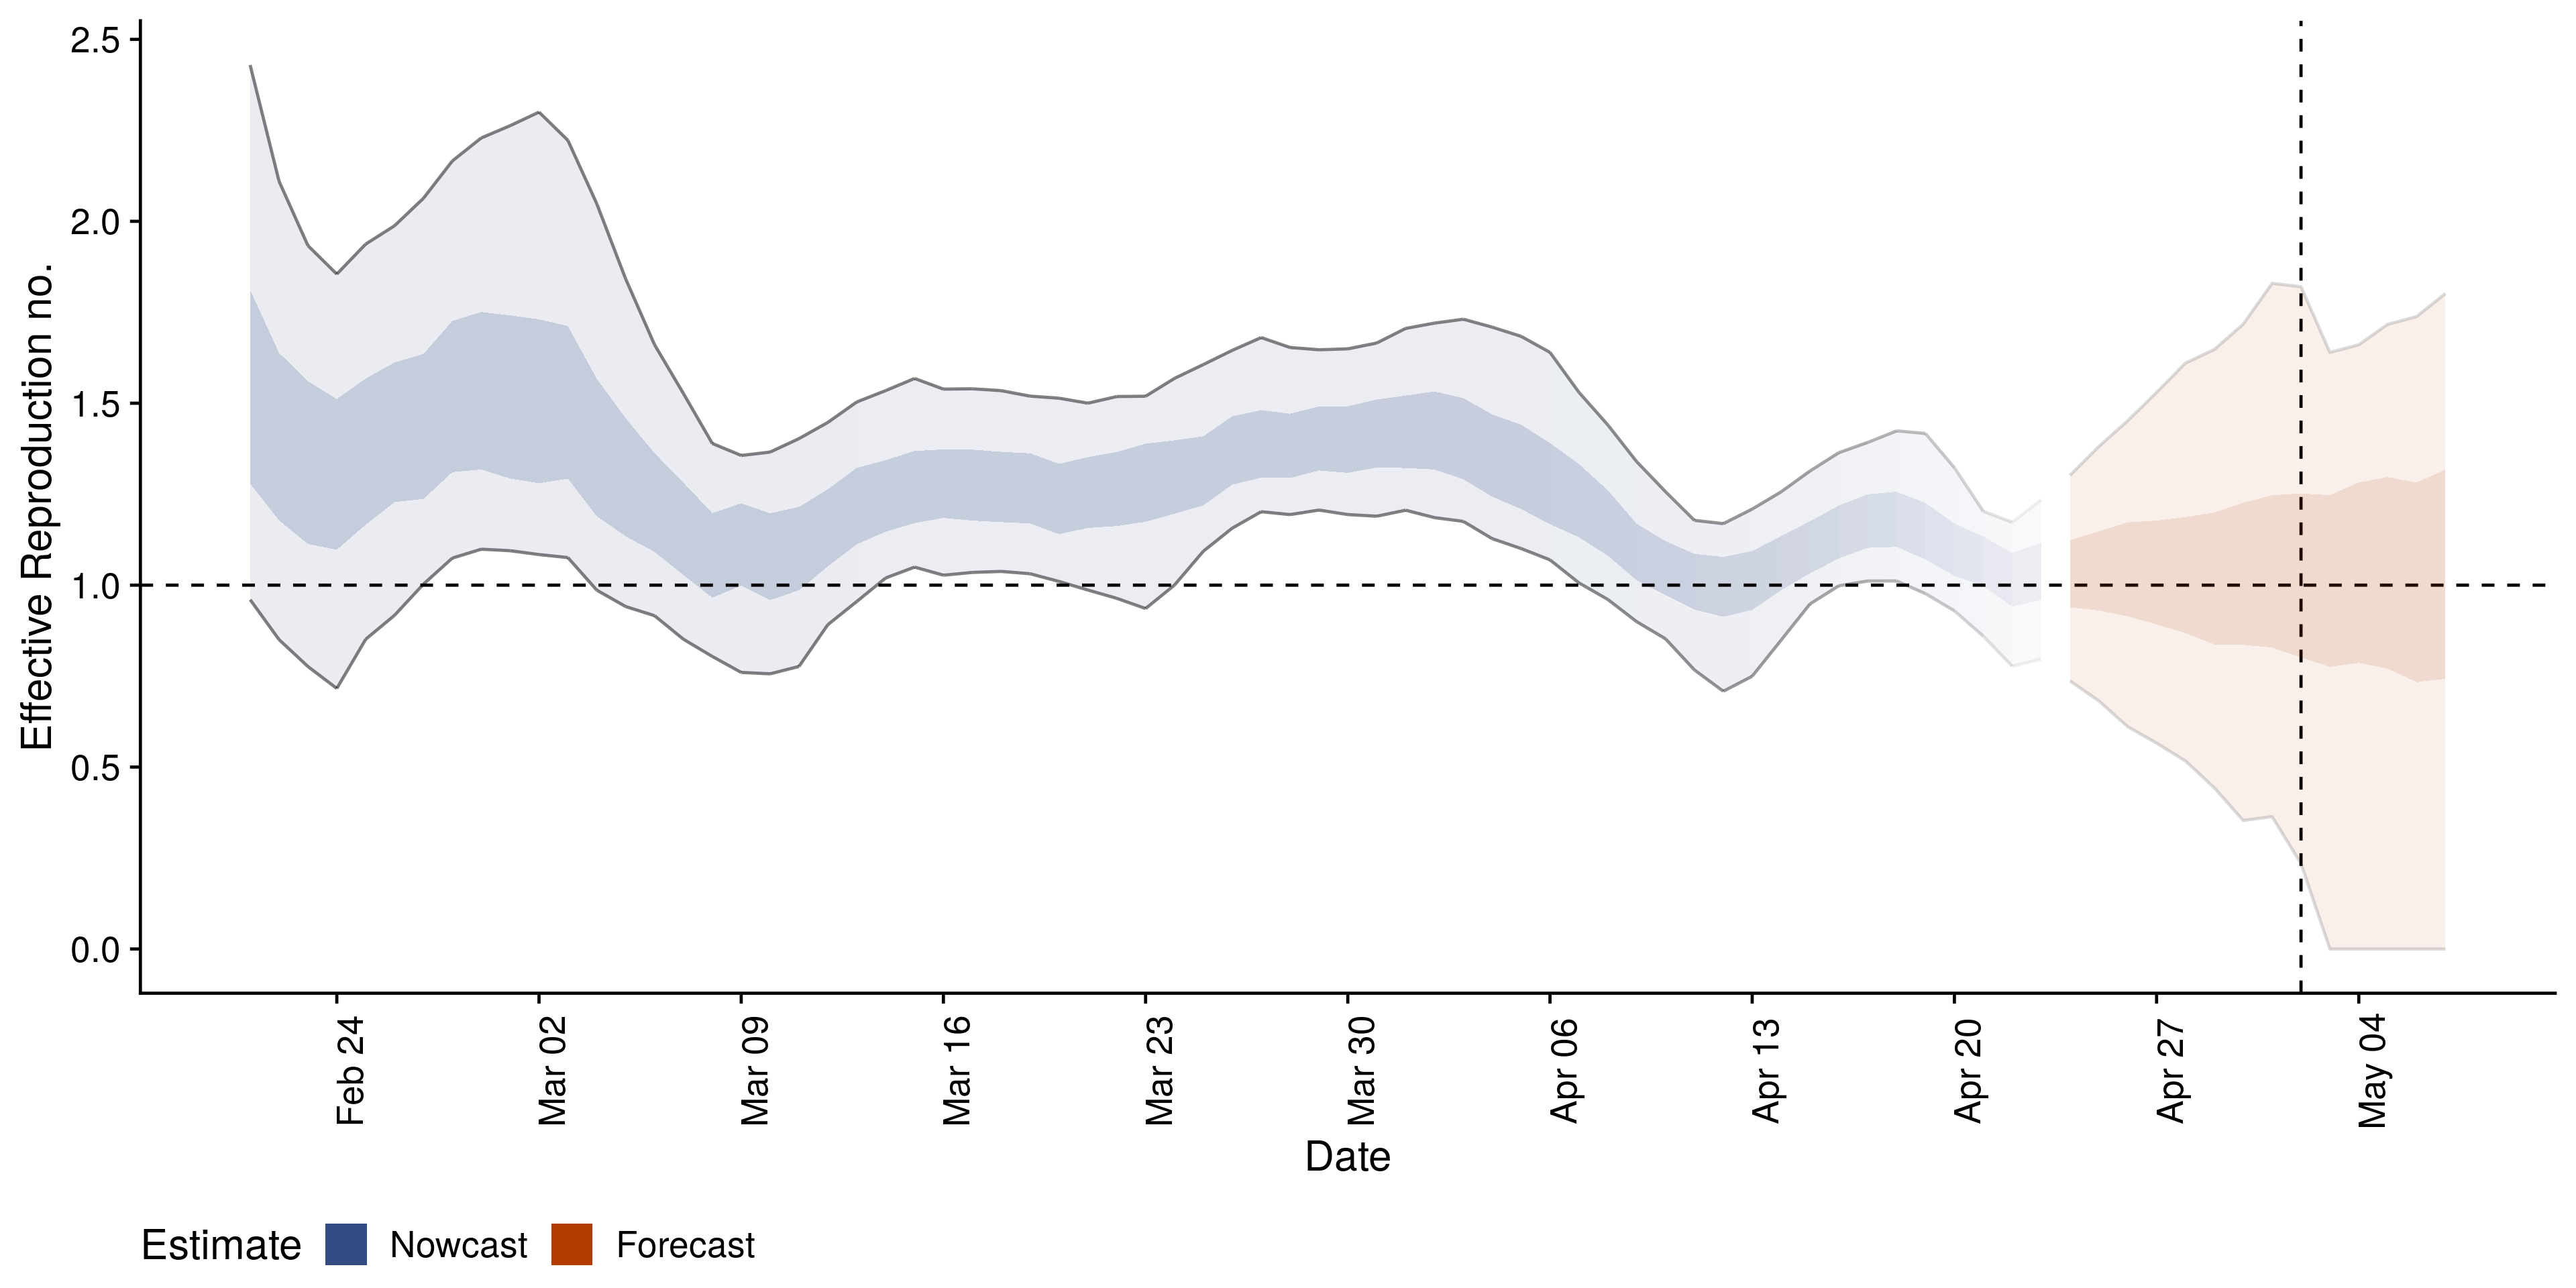 Effective Reproduction no.
2.5
2.0
1.5
1.0
0.5
0.0
Feb 24
Mar 02
Mar 09
Mar 16
Mar 23
Mar 30
Apr 06
Apr 13
Apr 20
Apr 27
May 04
Date
Estimate Nowcast Forecast